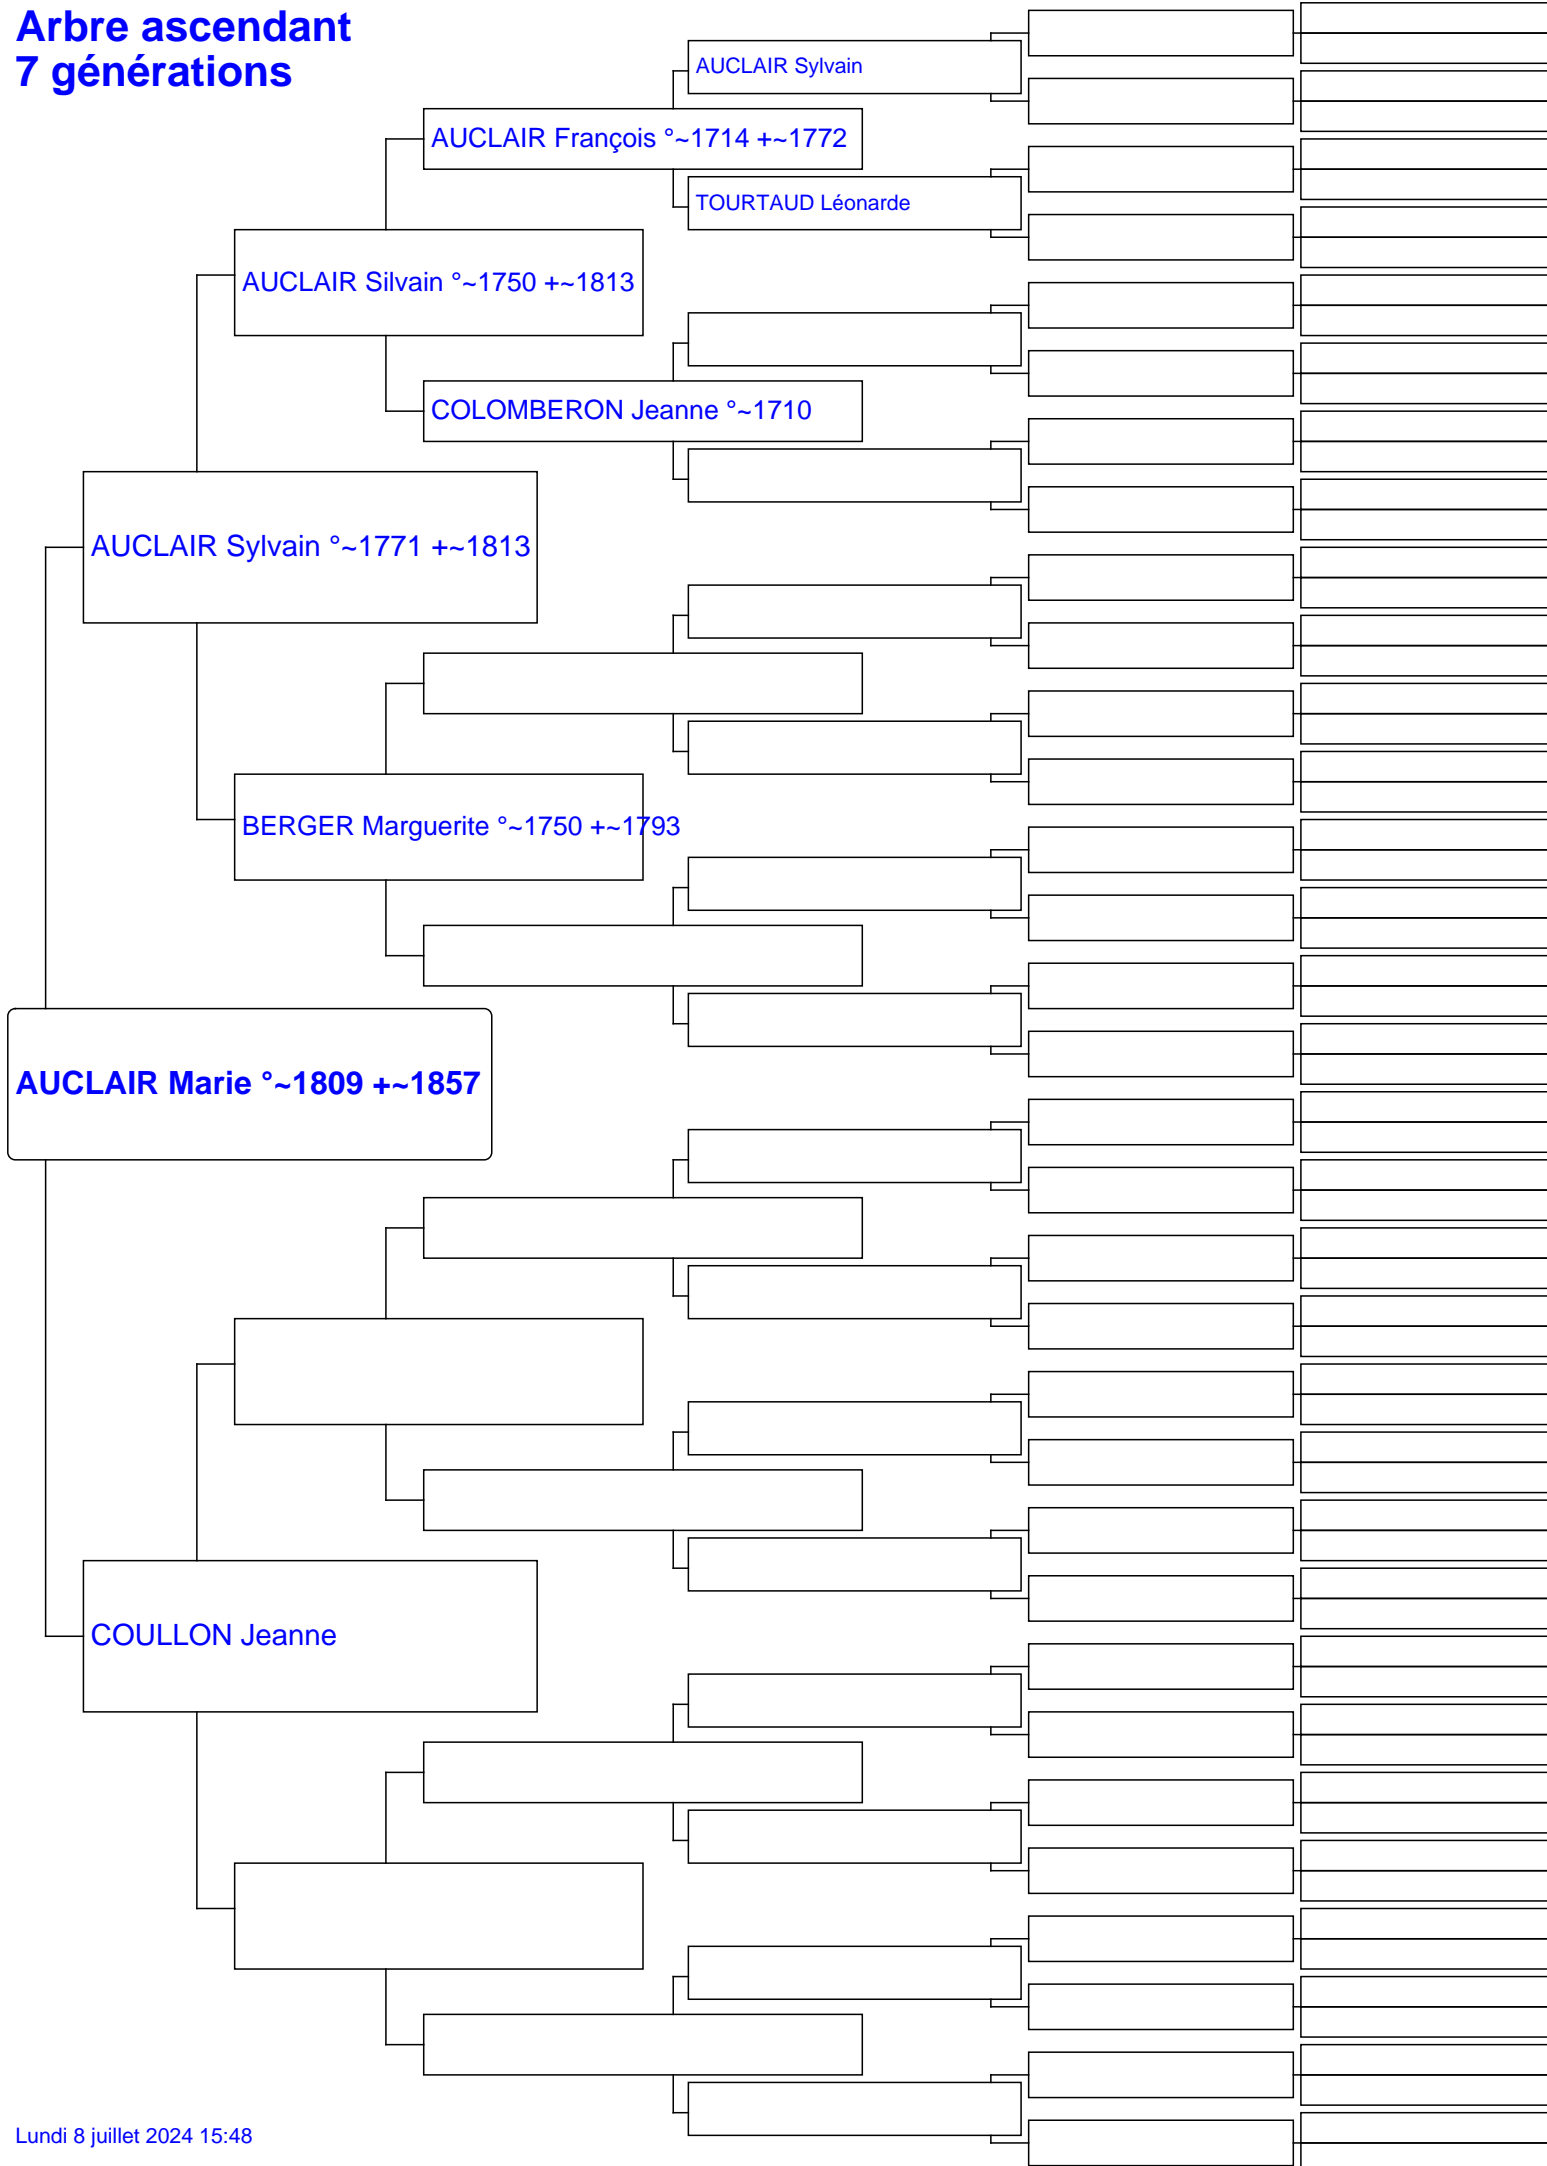 Arbre ascendant
7 générations
AUCLAIR Sylvain
AUCLAIR François °~1714 +~1772
TOURTAUD Léonarde
AUCLAIR Silvain °~1750 +~1813
COLOMBERON Jeanne °~1710
AUCLAIR Sylvain °~1771 +~1813
BERGER Marguerite °~1750 +~1793
AUCLAIR Marie °~1809 +~1857
COULLON Jeanne
Lundi 8 juillet 2024 15:48